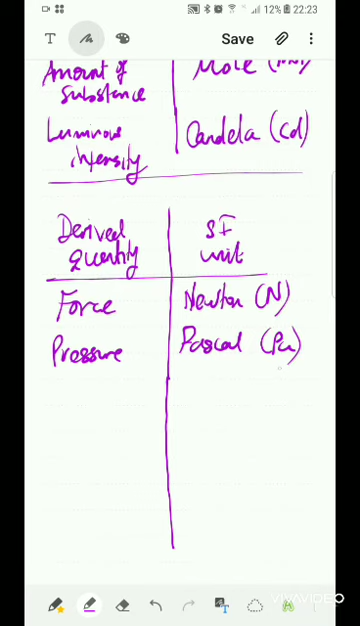 12% 22:23
T Save
Amount of Substance Mole (mol)
Luminous intensity Candela (Cd)
Derived quantity SI unit
Force Newton (N)
Pressure Pascal (Pa)
T
VIVAVIDEO